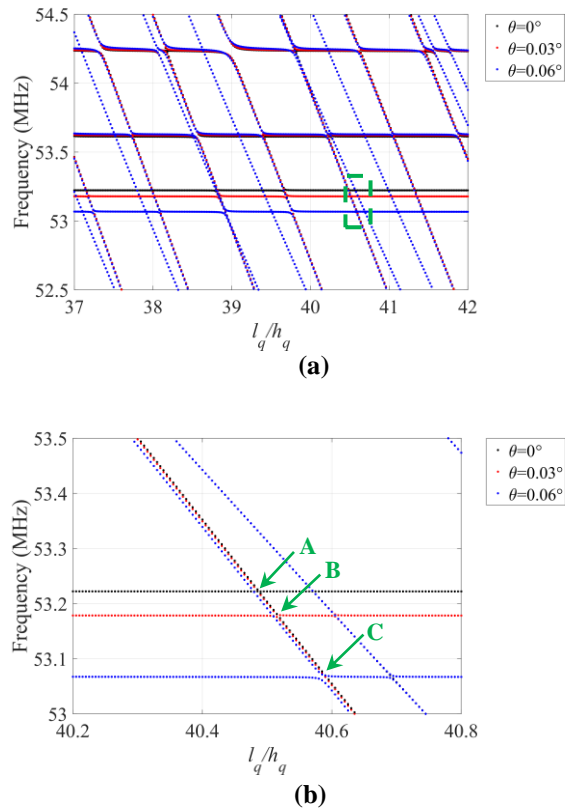 54.5
54
53.5
53
52.5
Frequency (MHz)
37 38 39 40 41 42
l_q/h_q
θ=0°
θ=0.03°
θ=0.06°
(a)
53.5
53.4
53.3
53.2
53.1
53
Frequency (MHz)
A
B
C
40.2 40.4 40.6 40.8
l_q/h_q
θ=0°
θ=0.03°
θ=0.06°
(b)